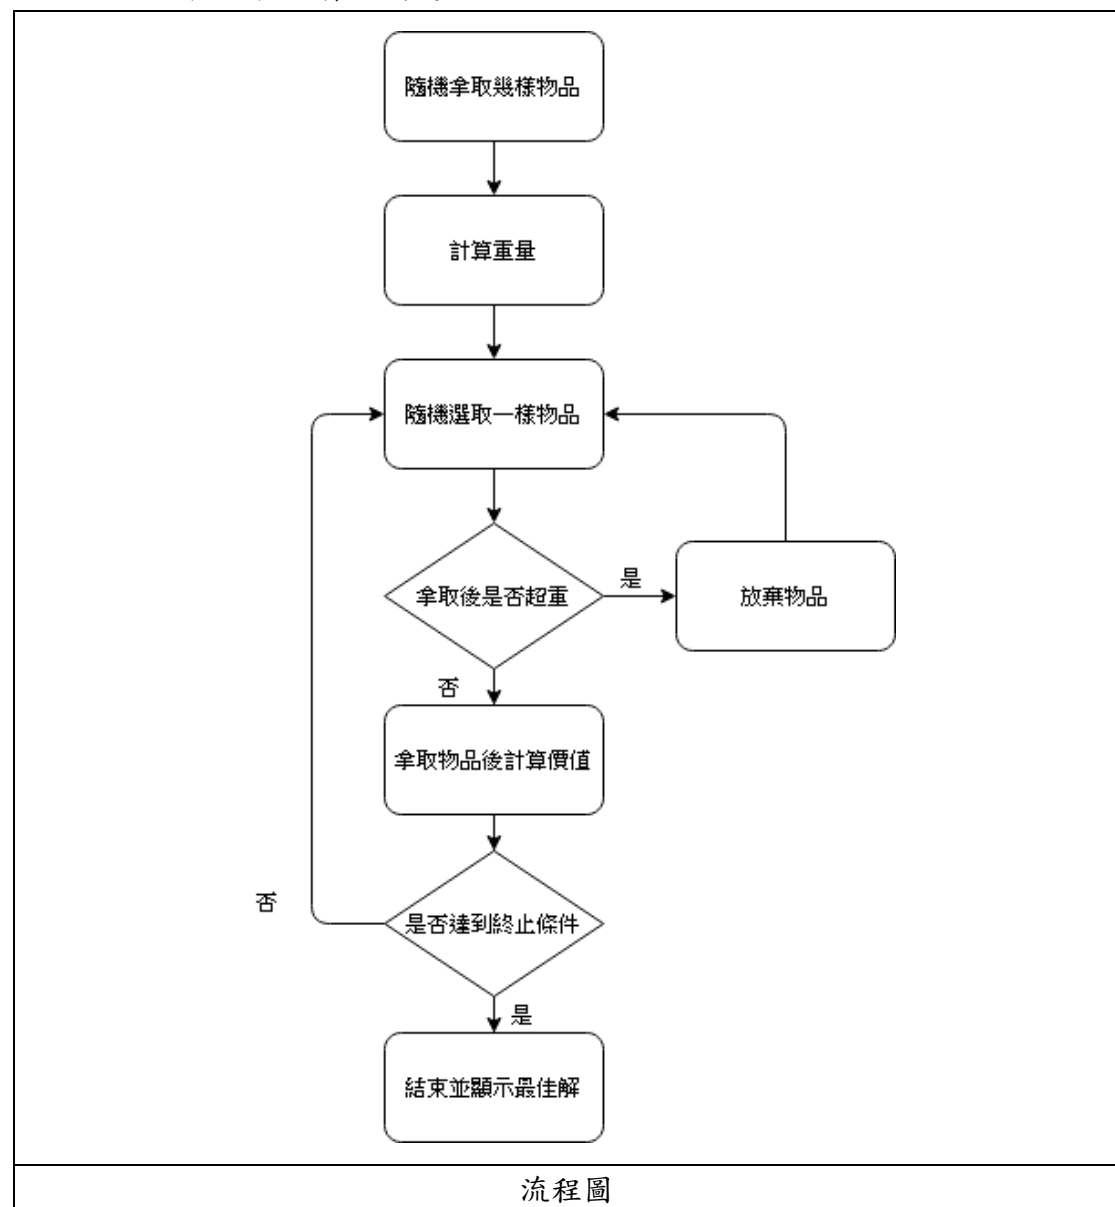 隨機拿取幾樣物品
計算重量
隨機選取一樣物品
拿取後是否超重
是
放棄物品
否
拿取物品後計算價值
是否達到終止條件
否
是
結束並顯示最佳解
流程圖